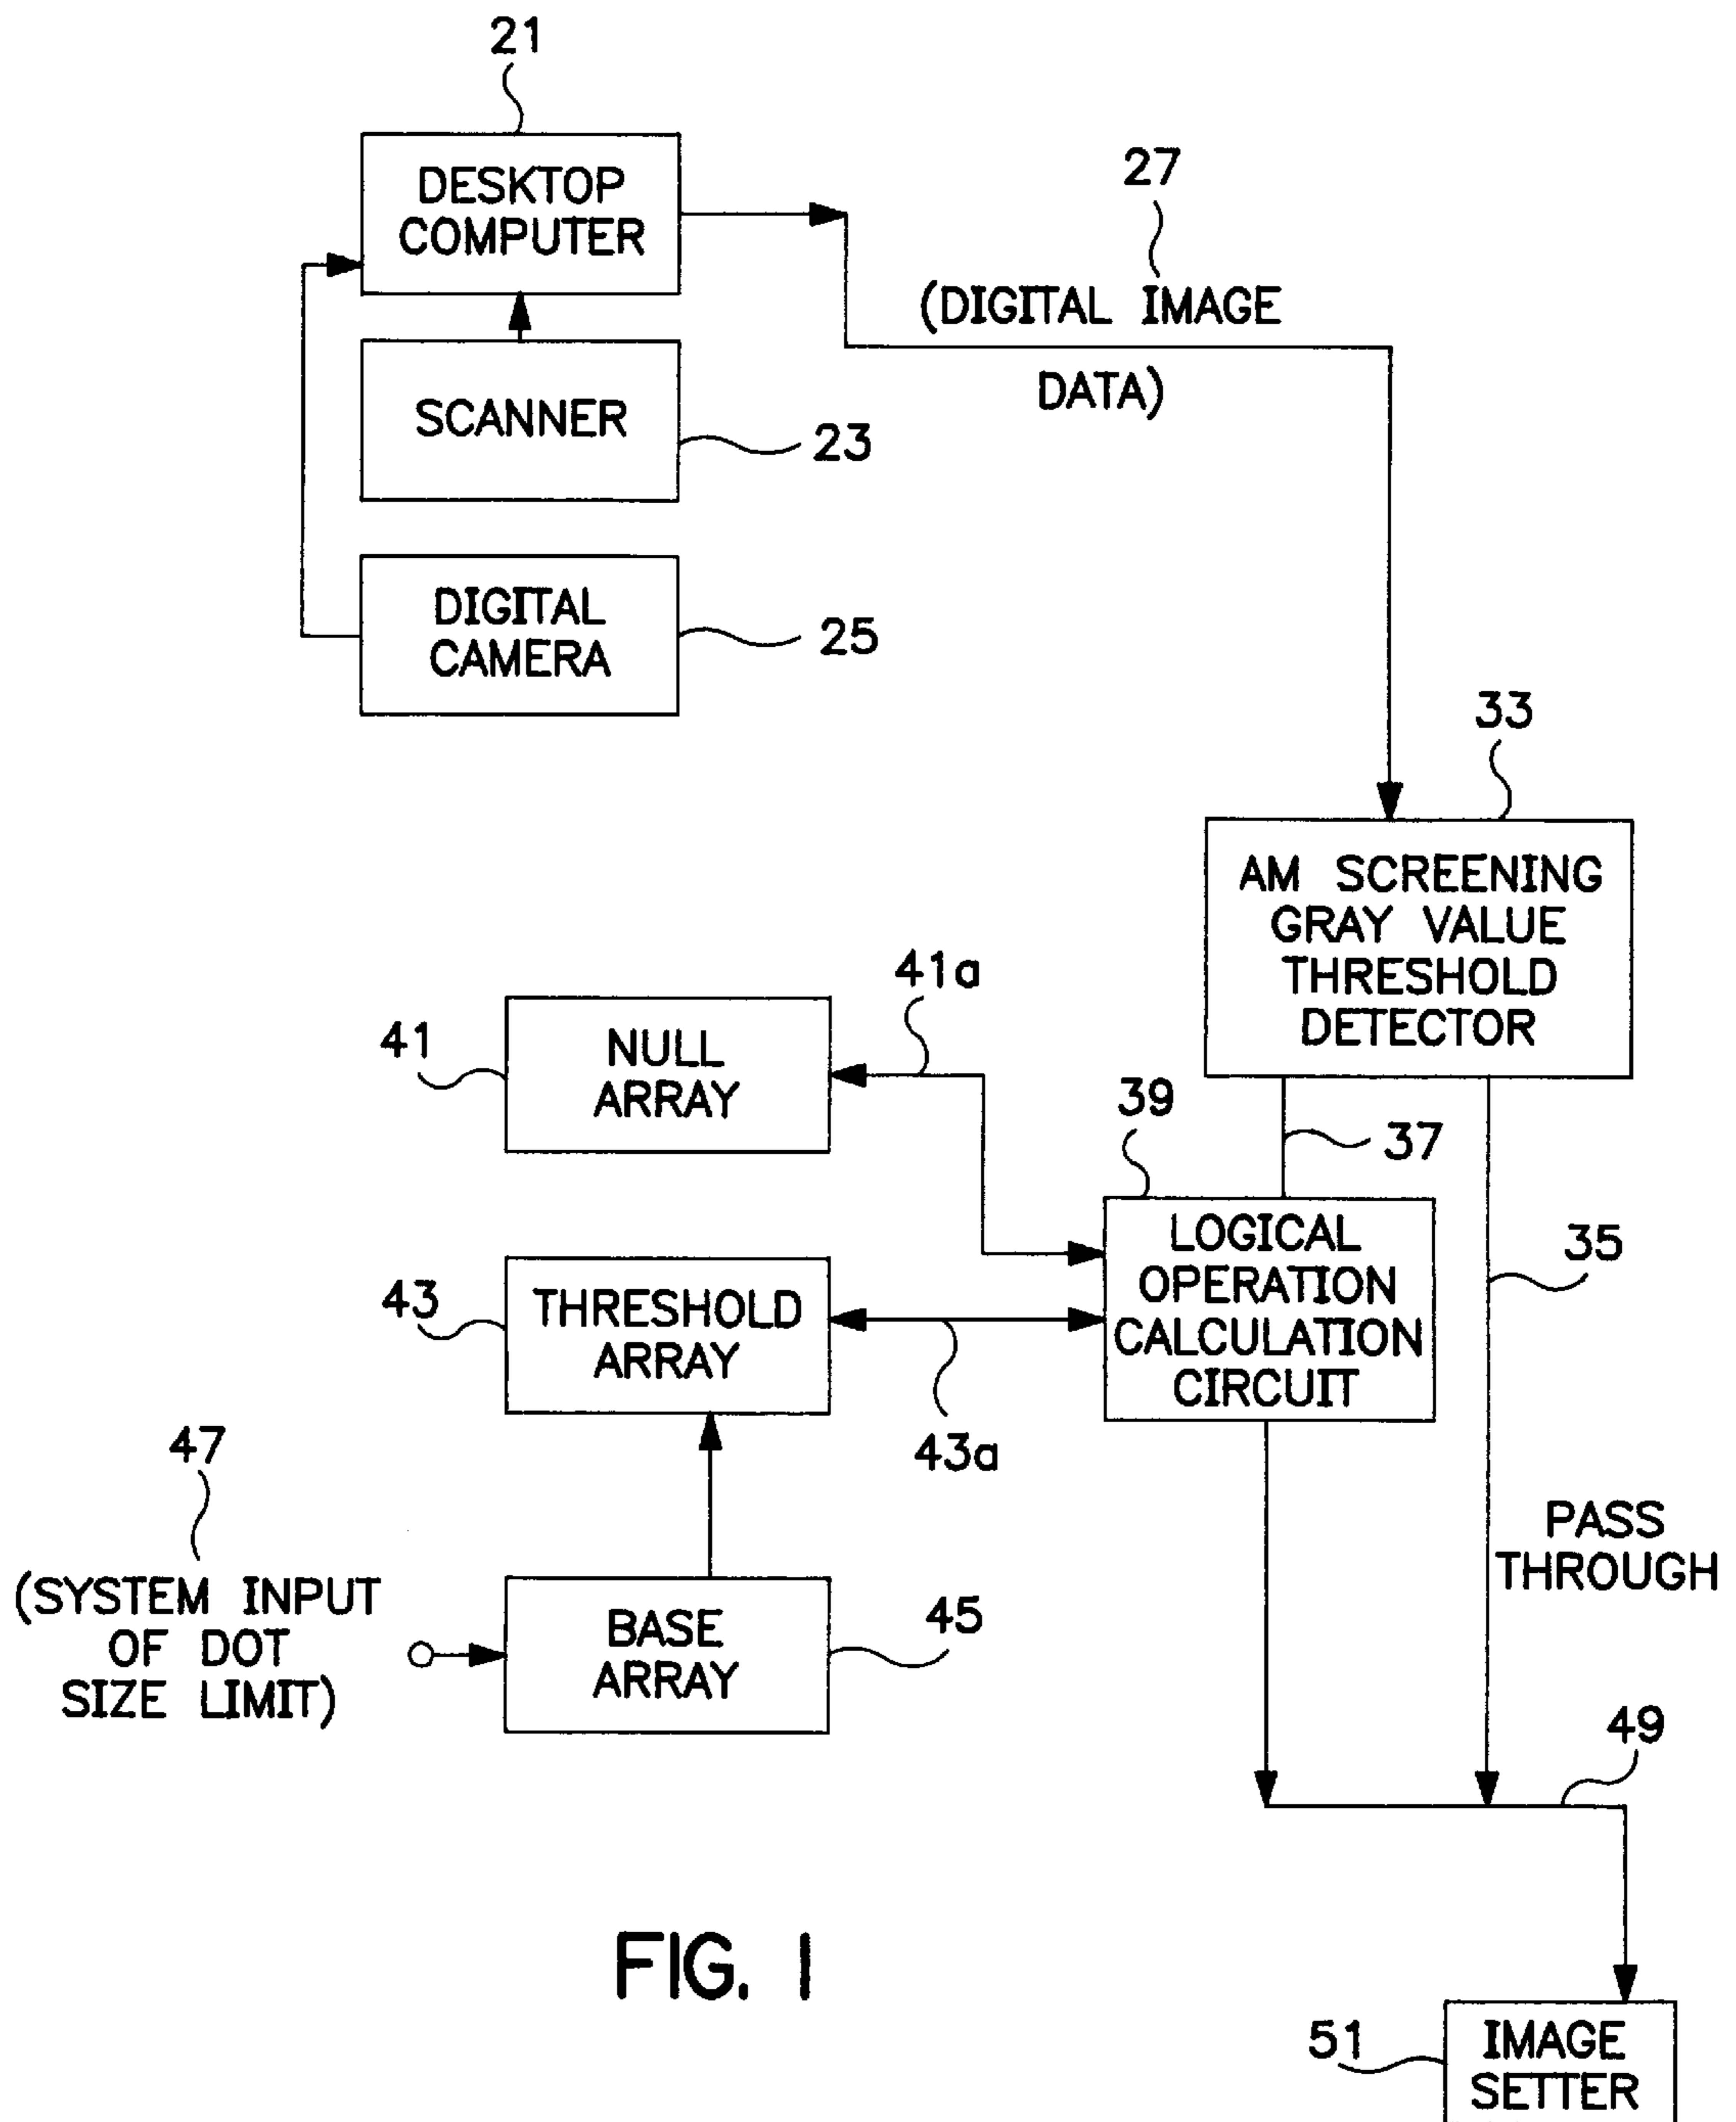 21
DESKTOP
COMPUTER
27
(DIGITAL IMAGE
DATA)
SCANNER
23
DIGITAL
CAMERA
25
33
AM SCREENING
GRAY VALUE
THRESHOLD
DETECTOR
41
NULL
ARRAY
41a
39
37
LOGICAL
OPERATION
CALCULATION
CIRCUIT
35
43
THRESHOLD
ARRAY
43a
47
(SYSTEM INPUT
OF DOT
SIZE LIMIT)
BASE
ARRAY
45
PASS
THROUGH
49
FIG. 1
51
IMAGE
SETTER